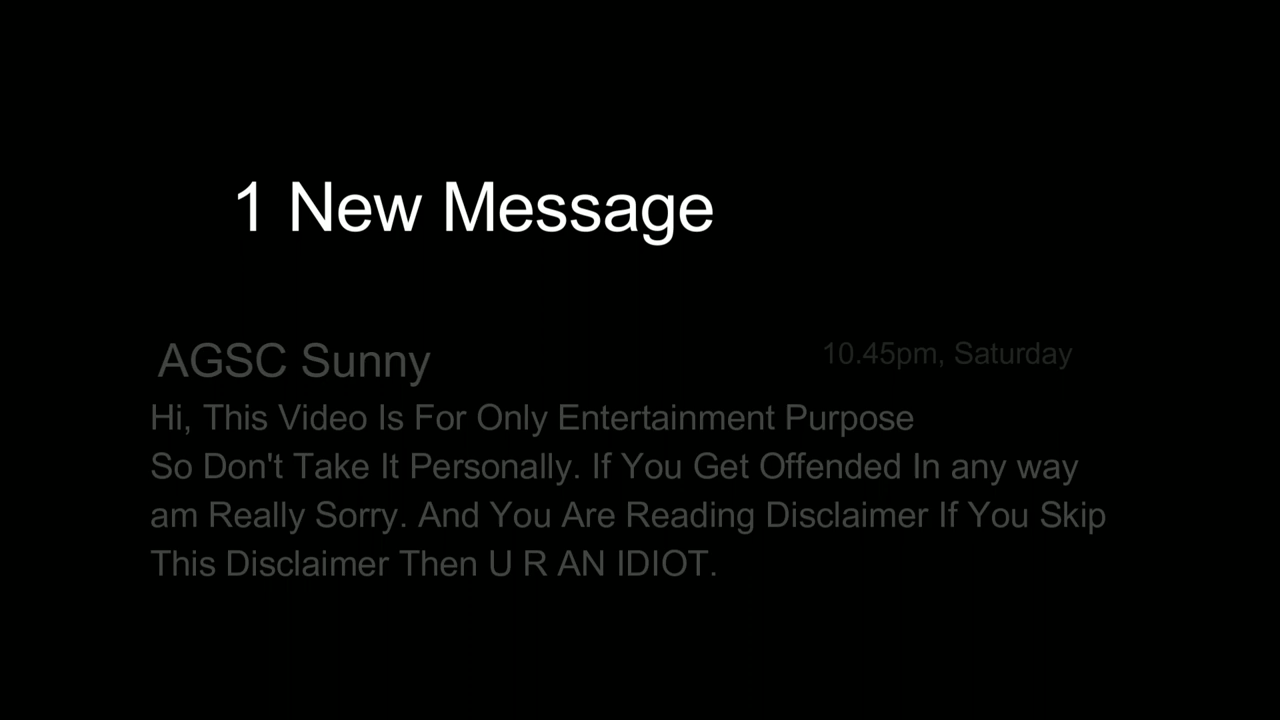 1 New Message
AGSC Sunny
10.45pm, Saturday
Hi, This Video Is For Only Entertainment Purpose
So Don't Take It Personally. If You Get Offended In any way
am Really Sorry. And You Are Reading Disclaimer If You Skip
This Disclaimer Then U R AN IDIOT.